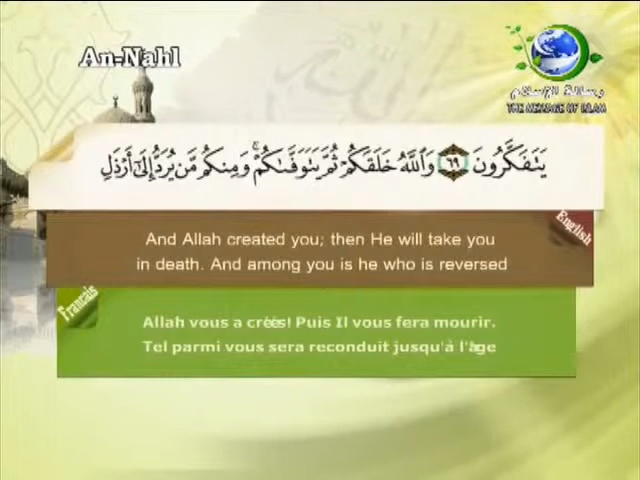 An-Nahl
رسالة الإسلام
THE MESSAGE OF ISLAM
يَتَفَكَّرُونَ ٦٩ وَٱللَّهُ خَلَقَكُمْ ثُمَّ يَتَوَفَّىٰكُمْ ۚ وَمِنكُم مَّن يُرَدُّ إِلَىٰٓ أَرْذَلِ
English
And Allah created you; then He will take you
in death. And among you is he who is reversed
Francais
Allah vous a créés! Puis Il vous fera mourir.
Tel parmi vous sera reconduit jusqu'à l'âge